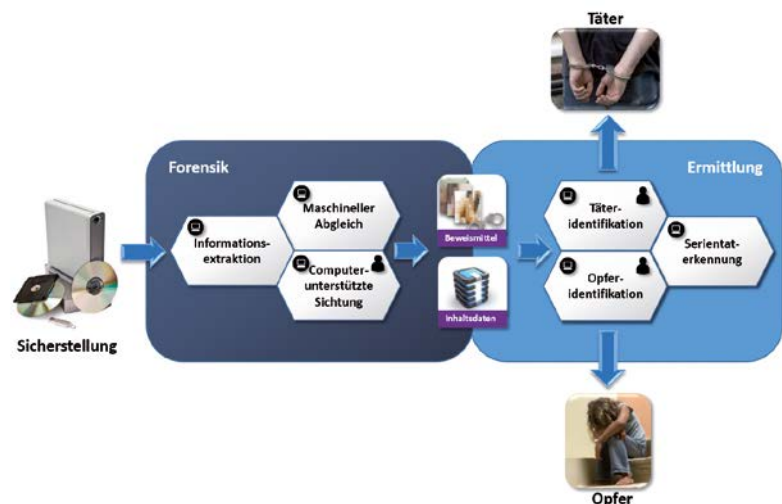 Täter
Forensik
Ermittlung
Maschineller
Abgleich
Informations-
extraktion
Computer-
unterstützte
Sichtung
Beweismittel
Inhaltsdaten
Täter-
identifikation
Opfer-
identifikation
Serientat-
erkennung
Sicherstellung
Opfer